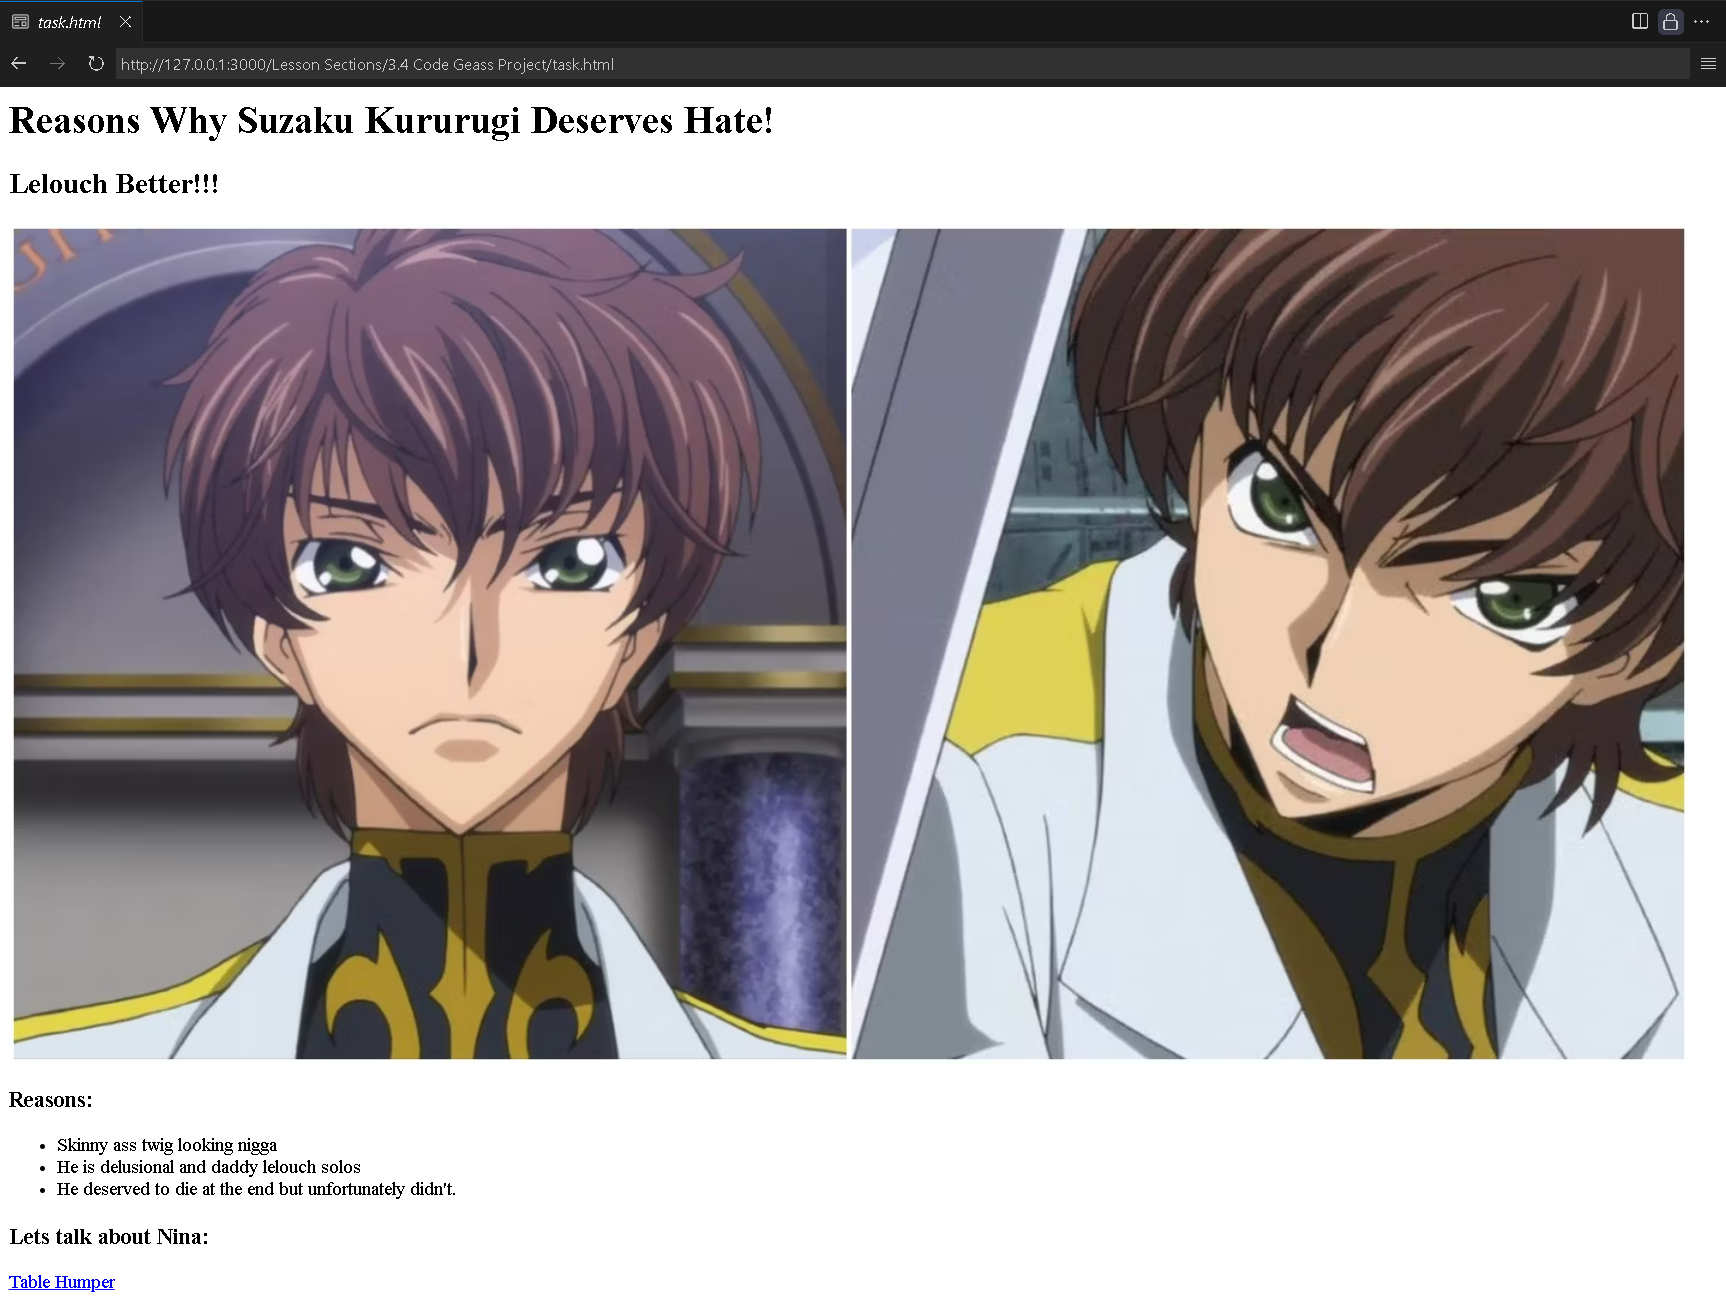 task.html
http://127.0.0.1:3000/Lesson Sections/3.4 Code Geass Project/task.html
Reasons Why Suzaku Kururugi Deserves Hate!
Lelouch Better!!!
Reasons:
Skinny ass twig looking nigga
He is delusional and daddy lelouch solos
He deserved to die at the end but unfortunately didn't.
Lets talk about Nina:
Table Humper